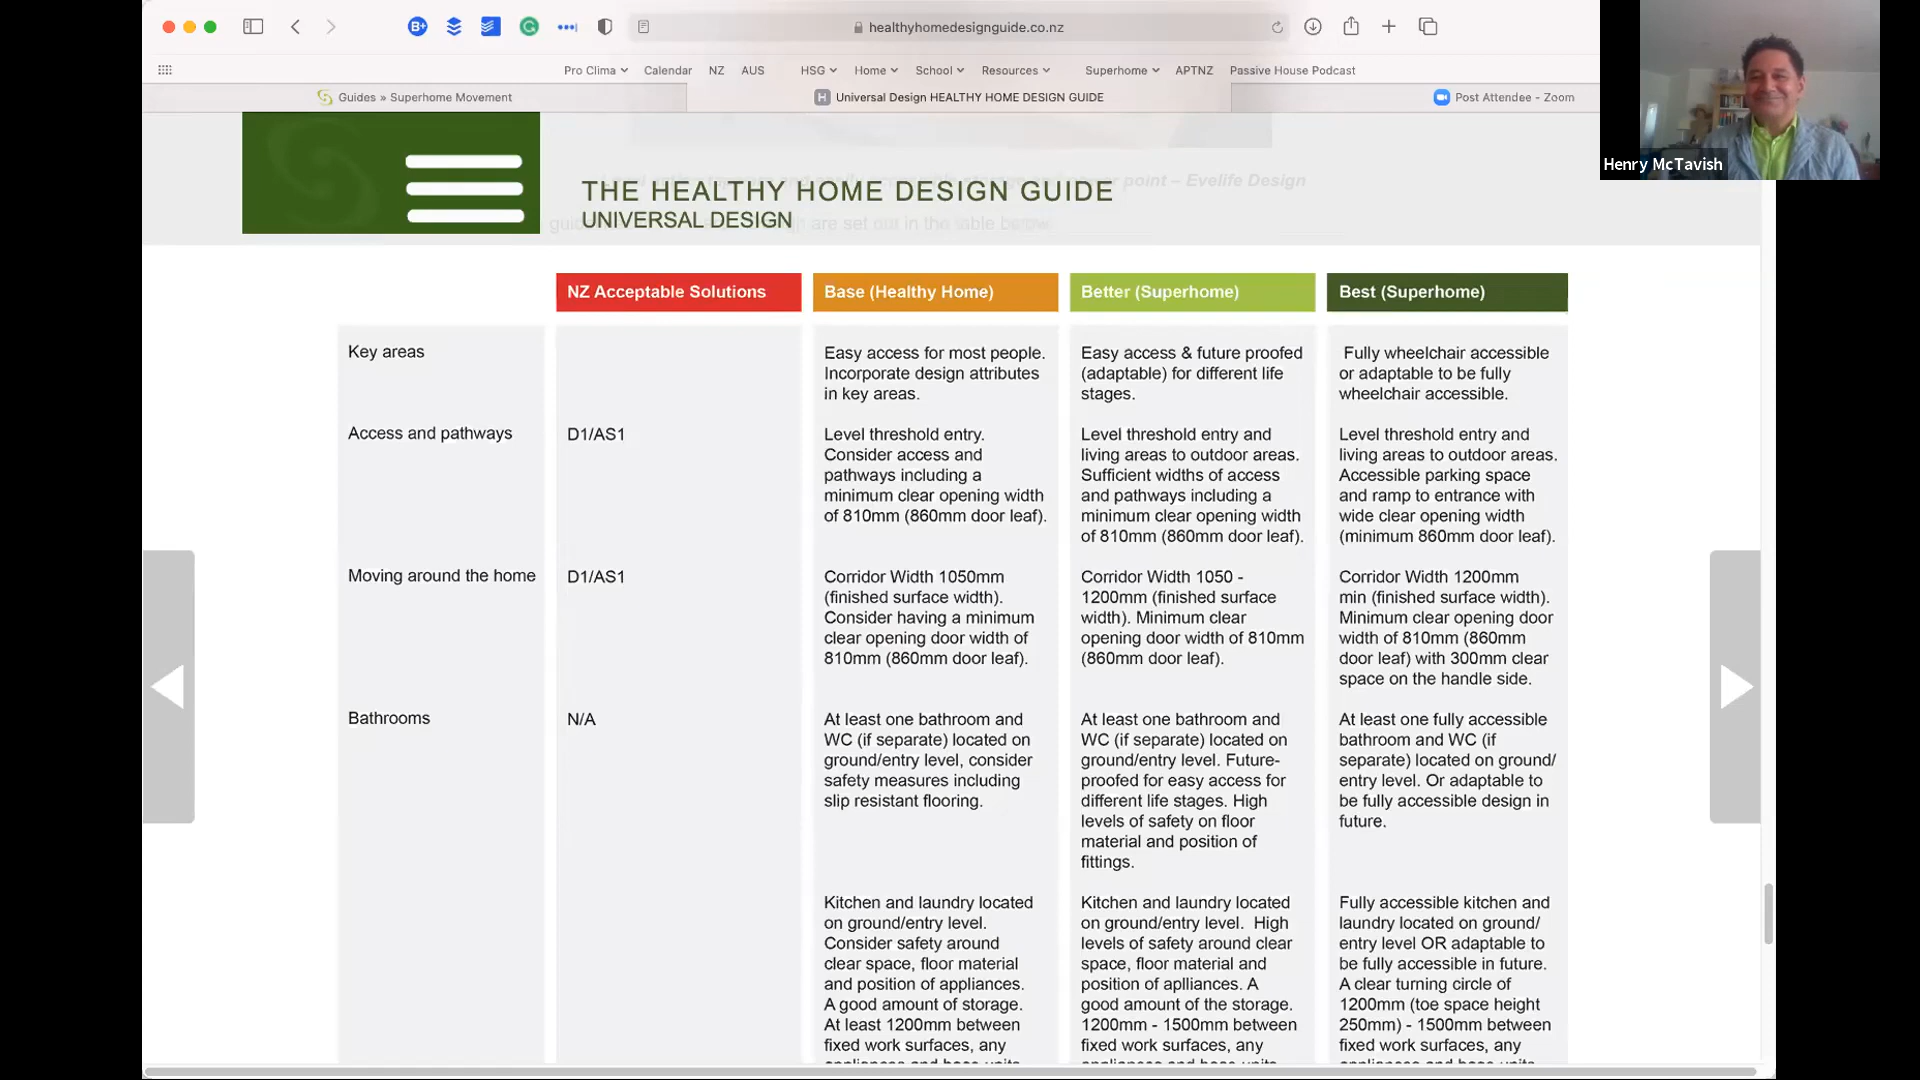 B+
healthyhomedesignguide.co.nz
Pro Clima Calendar NZ AUS HSG Home School Resources Superhome APTNZ Passive House Podcast
Guides » Superhome Movement
H Universal Design HEALTHY HOME DESIGN GUIDE
Post Attendee - Zoom
Henry McTavish
point – Evelife Design
THE HEALTHY HOME DESIGN GUIDE
UNIVERSAL DESIGN
are set out in the table below
NZ Acceptable Solutions
Base (Healthy Home)
Better (Superhome)
Best (Superhome)
Key areas
Easy access for most people.
Incorporate design attributes
in key areas.
Easy access & future proofed
(adaptable) for different life
stages.
Fully wheelchair accessible
or adaptable to be fully
wheelchair accessible.
Access and pathways
D1/AS1
Level threshold entry.
Consider access and
pathways including a
minimum clear opening width
of 810mm (860mm door leaf).
Level threshold entry and
living areas to outdoor areas.
Sufficient widths of access
and pathways including a
minimum clear opening width
of 810mm (860mm door leaf).
Level threshold entry and
living areas to outdoor areas.
Accessible parking space
and ramp to entrance with
wide clear opening width
(minimum 860mm door leaf).
Moving around the home
D1/AS1
Corridor Width 1050mm
(finished surface width).
Consider having a minimum
clear opening door width of
810mm (860mm door leaf).
Corridor Width 1050 -
1200mm (finished surface
width). Minimum clear
opening door width of 810mm
(860mm door leaf).
Corridor Width 1200mm
min (finished surface width).
Minimum clear opening door
width of 810mm (860mm
door leaf) with 300mm clear
space on the handle side.
Bathrooms
N/A
At least one bathroom and
WC (if separate) located on
ground/entry level, consider
safety measures including
slip resistant flooring.
At least one bathroom and
WC (if separate) located on
ground/entry level. Future-
proofed for easy access for
different life stages. High
levels of safety on floor
material and position of
fittings.
At least one fully accessible
bathroom and WC (if
separate) located on ground/
entry level. Or adaptable to
be fully accessible design in
future.
Kitchen and laundry located
on ground/entry level.
Consider safety around
clear space, floor material
and position of appliances.
A good amount of storage.
At least 1200mm between
fixed work surfaces, any
Kitchen and laundry located
on ground/entry level.  High
levels of safety around clear
space, floor material and
position of aplliances. A
good amount of the storage.
1200mm - 1500mm between
fixed work surfaces, any
Fully accessible kitchen and
laundry located on ground/
entry level OR adaptable to
be fully accessible in future.
A clear turning circle of
1200mm (toe space height
250mm) - 1500mm between
fixed work surfaces, any